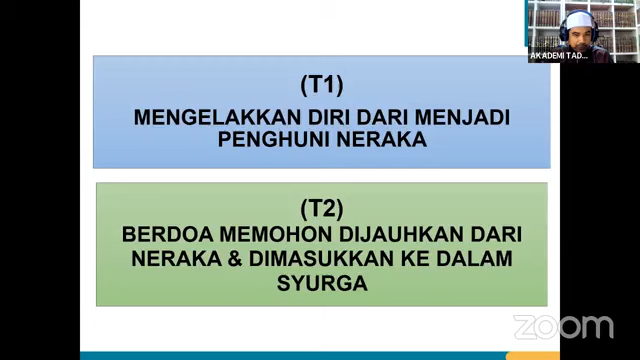 AKADEMI TAD...
(T1)
MENGELAKKAN DIRI DARI MENJADI
PENGHUNI NERAKA
(T2)
BERDOA MEMOHON DIJAUHKAN DARI
NERAKA & DIMASUKKAN KE DALAM
SYURGA
zoom